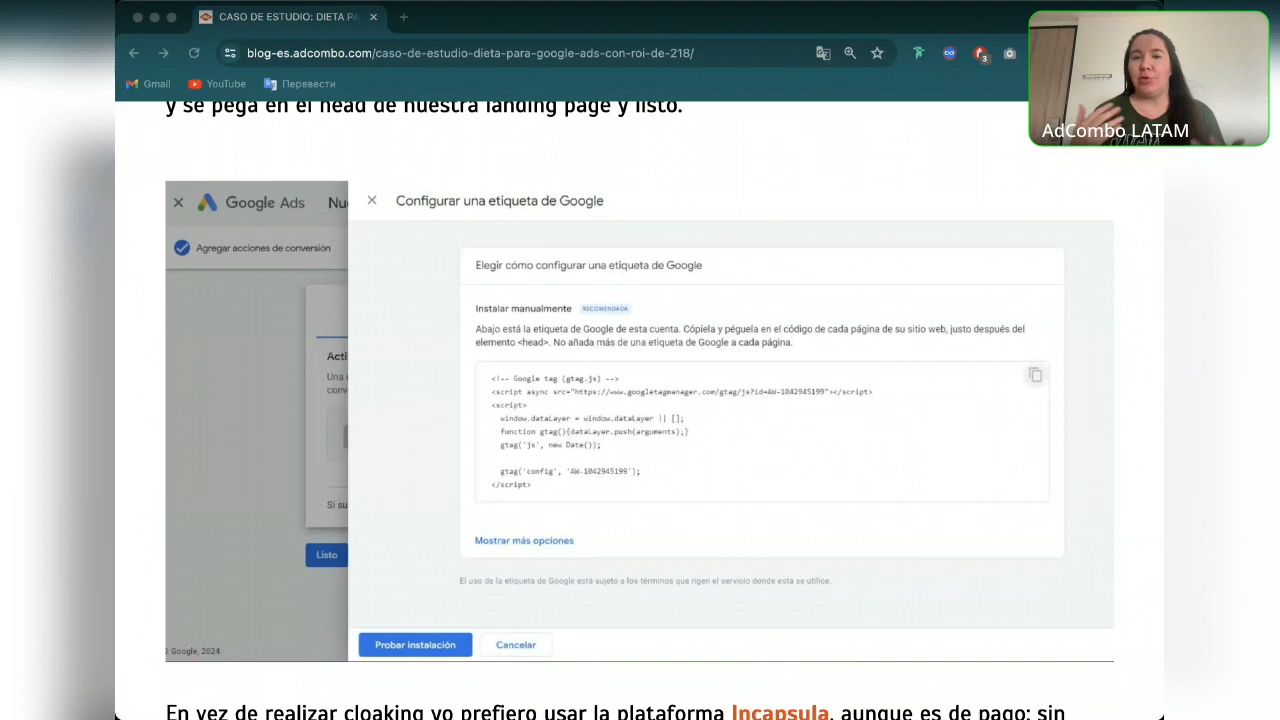 CASO DE ESTUDIO: DIETA PA
blog-es.adcombo.com/caso-de-estudio-dieta-para-google-ads-con-roi-de-218/
3
Gmail
YouTube
Перевести
AdCombo LATAM
y se pega en el head de nuestra landing page y listo.
Google Ads
Nu
Agregar acciones de conversión
Acti
Una
conv
Si su
Listo
Google, 2024.
Configurar una etiqueta de Google
Elegir cómo configurar una etiqueta de Google
Instalar manualmente RECOMENDADA
Abajo está la etiqueta de Google de esta cuenta. Cópiela y péguela en el código de cada página de su sitio web, justo después del
elemento <head>. No añada más de una etiqueta de Google a cada página.
<!-- Google tag (gtag.js) -->
<script async src="https://www.googletagmanager.com/gtag/js?id=AW-1042945199"></script>
<script>
window.dataLayer = window.dataLayer || [];
function gtag(){dataLayer.push(arguments);}
gtag('js', new Date());
gtag('config', 'AW-1042945199');
</script>
Mostrar más opciones
El uso de la etiqueta de Google está sujeto a los términos que rigen el servicio donde esta se utilice.
Probar instalación
Cancelar
En vez de realizar cloaking yo prefiero usar la plataforma Incapsula, aunque es de pago; sin